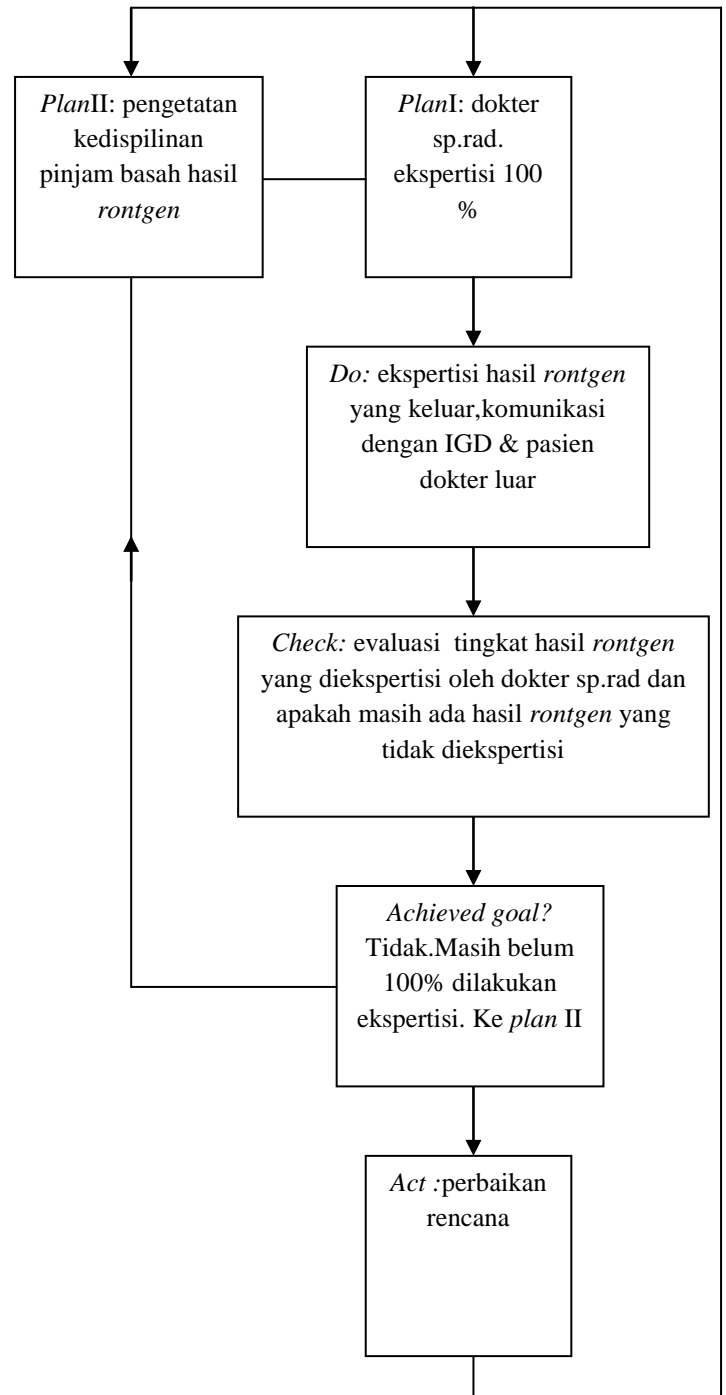 PlanII: pengetatan
kedispilinan
pinjam basah hasil
rontgen
PlanI: dokter
sp.rad.
ekspertisi 100
%
Do: ekspertisi hasil rontgen
yang keluar,komunikasi
dengan IGD & pasien
dokter luar
Check: evaluasi tingkat hasil rontgen
yang diekspertisi oleh dokter sp.rad dan
apakah masih ada hasil rontgen yang
tidak diekspertisi
Achieved goal?
Tidak.Masih belum
100% dilakukan
ekspertisi. Ke plan II
Act :perbaikan
rencana